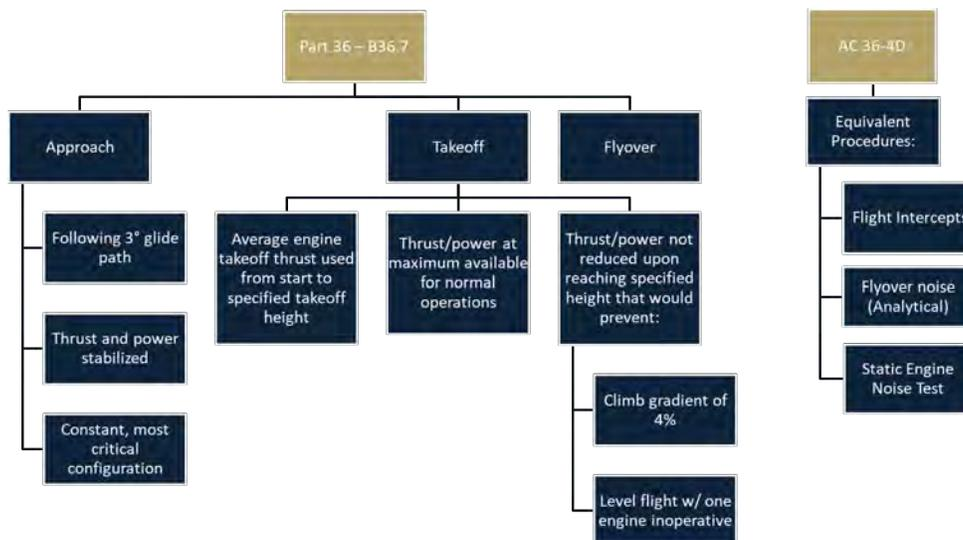 Part 36 – B36.7
Approach
Following 3° glide
path
Thrust and power
stabilized
Constant, most
critical
configuration
Takeoff
Average engine
takeoff thrust used
from start to
specified takeoff
height
Thrust/power at
maximum available
for normal
operations
Thrust/power not
reduced upon
reaching specified
height that would
prevent:
Climb gradient of
4%
Level flight w/ one
engine inoperative
Flyover
AC 36-4D
Equivalent
Procedures:
Flight Intercepts
Flyover noise
(Analytical)
Static Engine
Noise Test